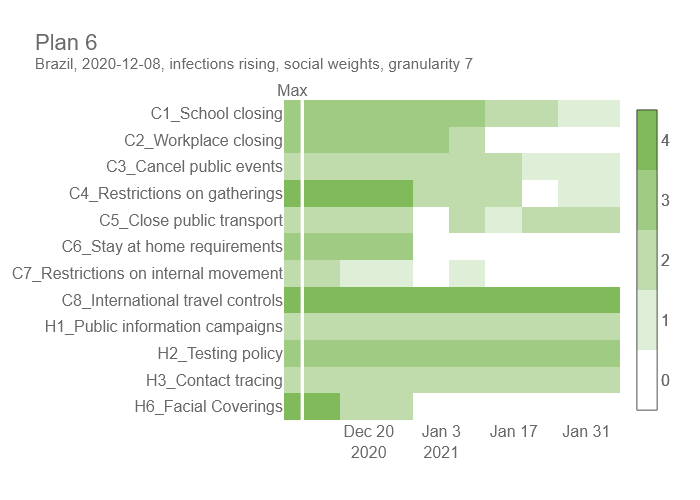 Plan 6
Brazil, 2020-12-08, infections rising, social weights, granularity 7
Max
C1_School closing
C2_Workplace closing
C3_Cancel public events
C4_Restrictions on gatherings
C5_Close public transport
C6_Stay at home requirements
C7_Restrictions on internal movement
C8_International travel controls
H1_Public information campaigns
H2_Testing policy
H3_Contact tracing
H6_Facial Coverings
4
3
2
1
0
Dec 20 Jan 3 Jan 17 Jan 31
2020 2021